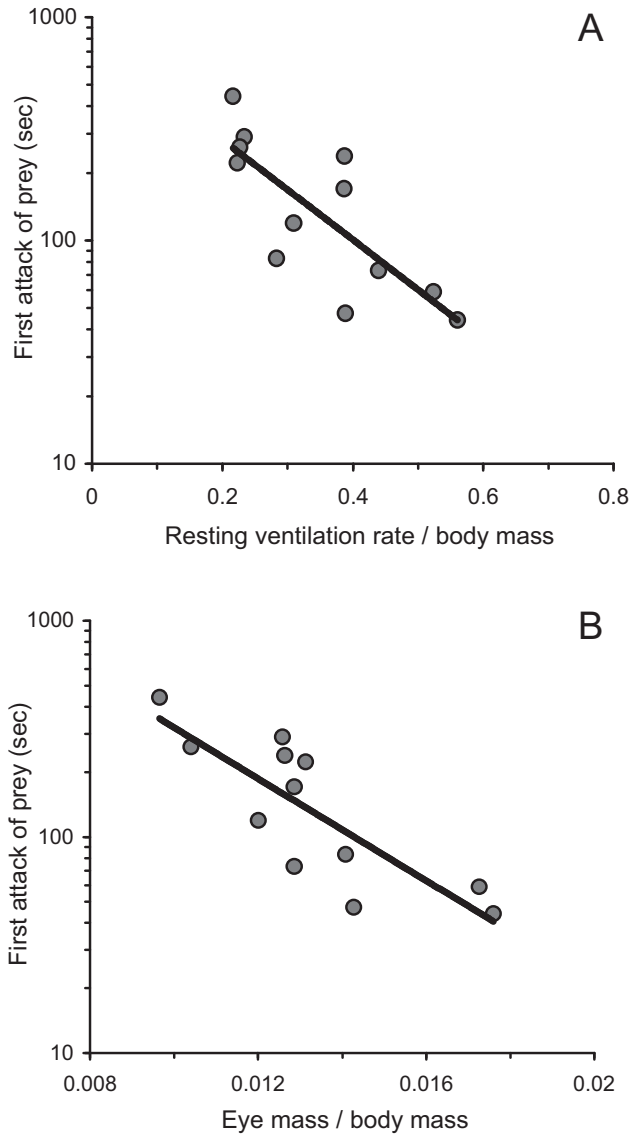 A
1000
100
10
First attack of prey (sec)
0 0.2 0.4 0.6 0.8
Resting ventilation rate / body mass
B
1000
100
10
First attack of prey (sec)
0.008 0.012 0.016 0.02
Eye mass / body mass